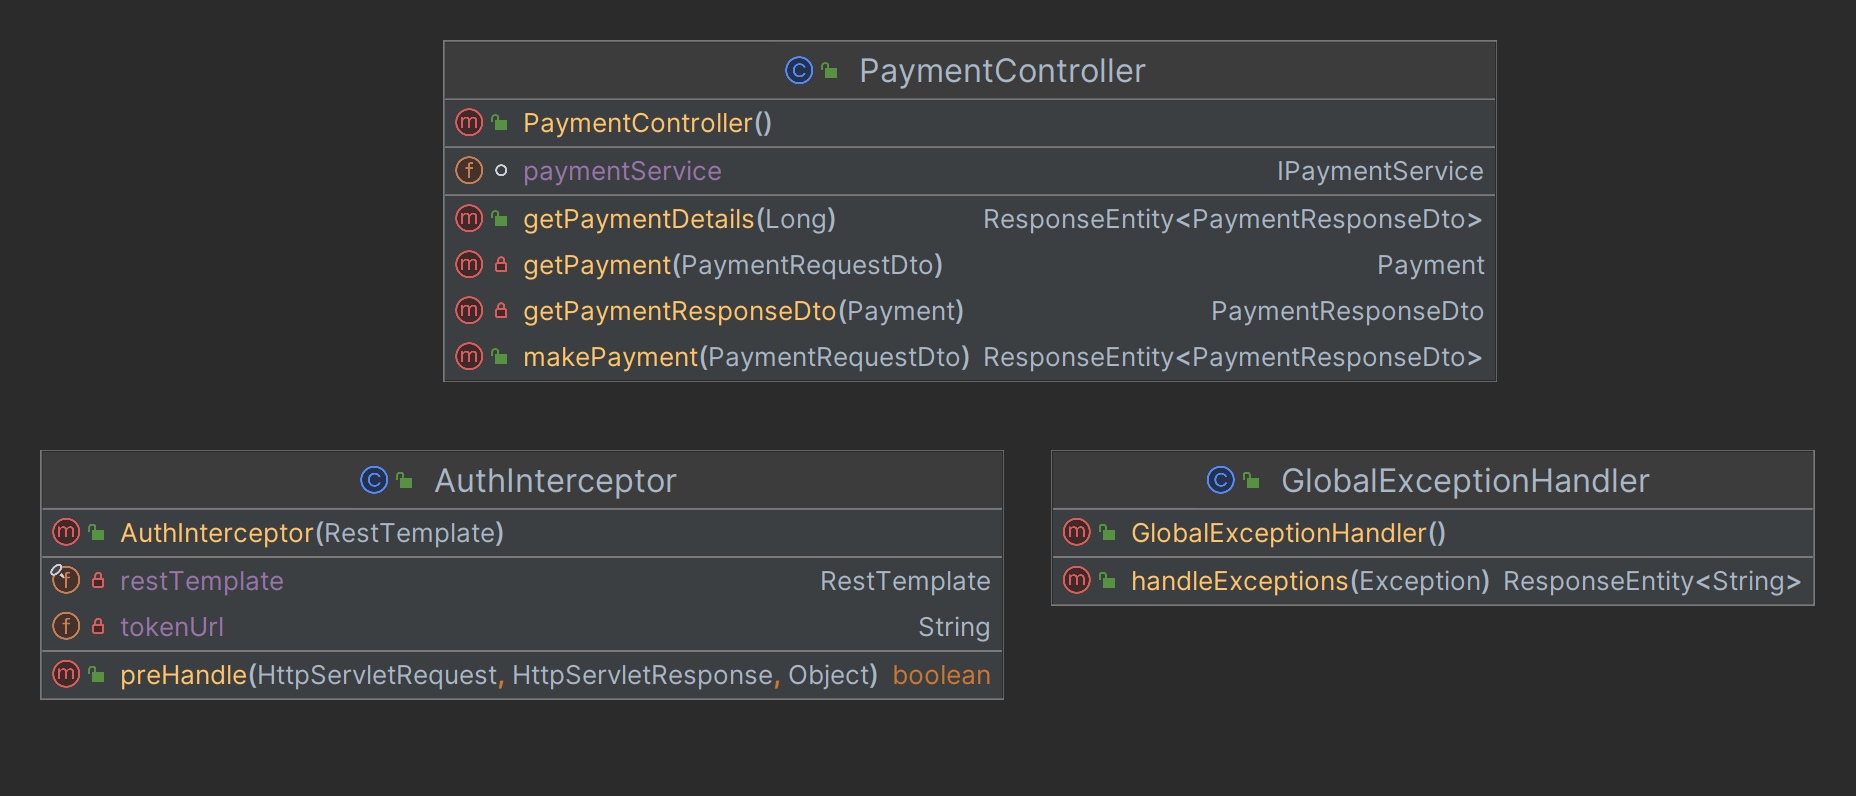 PaymentController
PaymentController()
paymentService IPaymentService
getPaymentDetails(Long) ResponseEntity<PaymentResponseDto>
getPayment(PaymentRequestDto) Payment
getPaymentResponseDto(Payment) PaymentResponseDto
makePayment(PaymentRequestDto) ResponseEntity<PaymentResponseDto>
AuthInterceptor
AuthInterceptor(RestTemplate)
restTemplate RestTemplate
tokenUrl String
preHandle(HttpServletRequest, HttpServletResponse, Object) boolean
GlobalExceptionHandler
GlobalExceptionHandler()
handleExceptions(Exception) ResponseEntity<String>